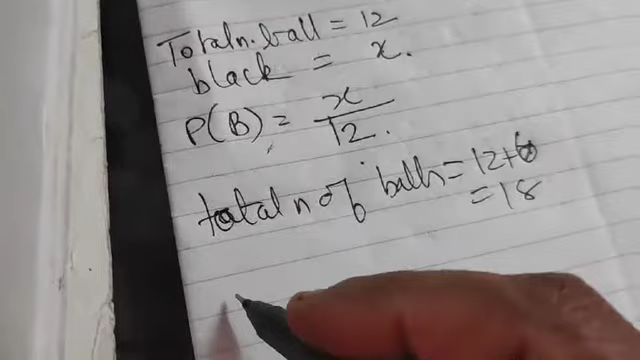 Total n. ball = 12
black = x.
P(B) = x/12.
total n of balls = 12+6
= 18